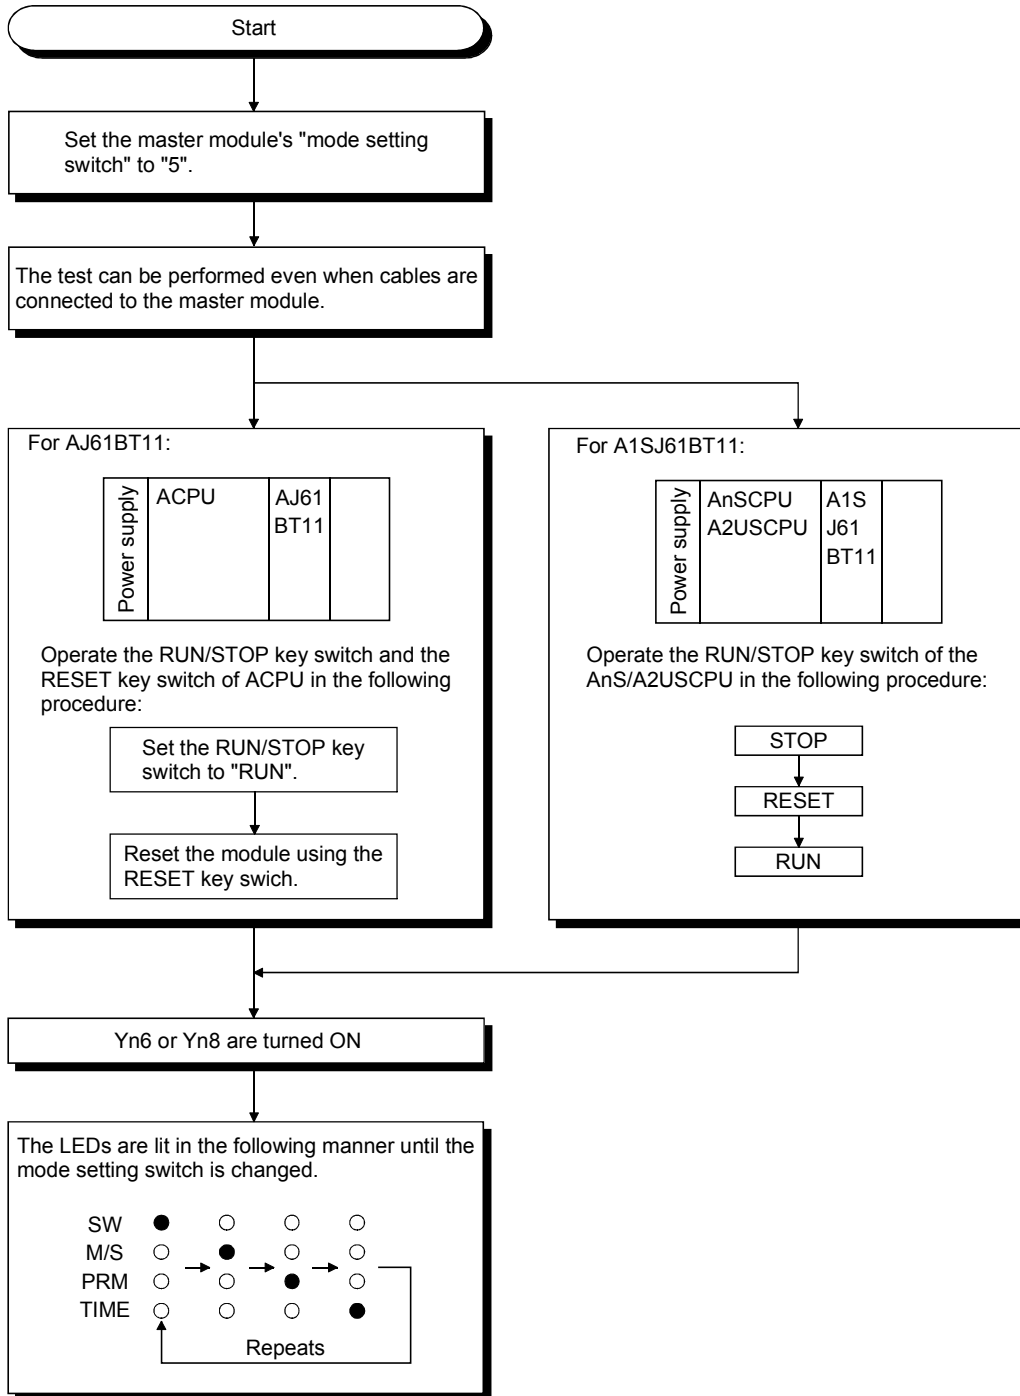 Start
Set the master module's "mode setting
switch" to "5".
The test can be performed even when cables are
connected to the master module.
For AJ61BT11:
Power supply
ACPU
AJ61
BT11
Operate the RUN/STOP key switch and the
RESET key switch of ACPU in the following
procedure:
Set the RUN/STOP key
switch to "RUN".
Reset the module using the
RESET key swich.
For A1SJ61BT11:
Power supply
AnSCPU
A2USCPU
A1S
J61
BT11
Operate the RUN/STOP key switch of the
AnS/A2USCPU in the following procedure:
STOP
RESET
RUN
Yn6 or Yn8 are turned ON
The LEDs are lit in the following manner until the
mode setting switch is changed.
SW
M/S
PRM
TIME
Repeats